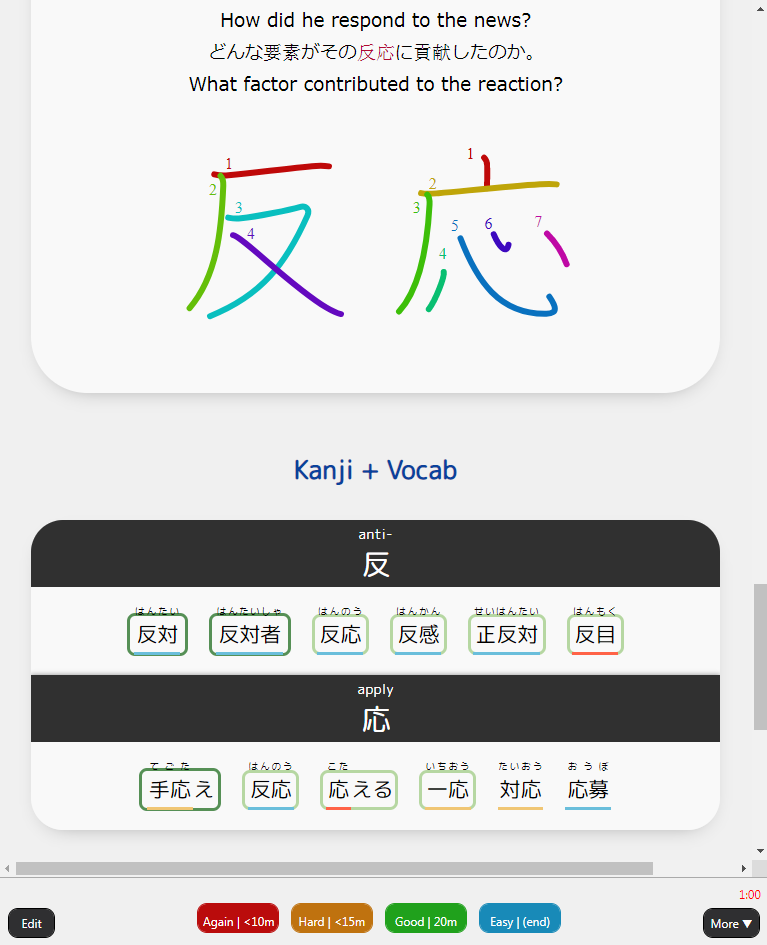 How did he respond to the news?
どんな要素がその反応に貢献したのか。
What factor contributed to the reaction?
反 応
1 2 3 4 1 2 3 4 5 6 7
Kanji + Vocab
anti-
反
はんたい はんたいしゃ はんのう はんかん せいはんたい はんもく
反対 反対者 反応 反感 正反対 反目
apply
応
てごた はんのう こた いちおう たいおう おうぼ
手応え 反応 応える 一応 対応 応募
1:00
Edit Again | <10m Hard | <15m Good | 20m Easy | (end) More ▼